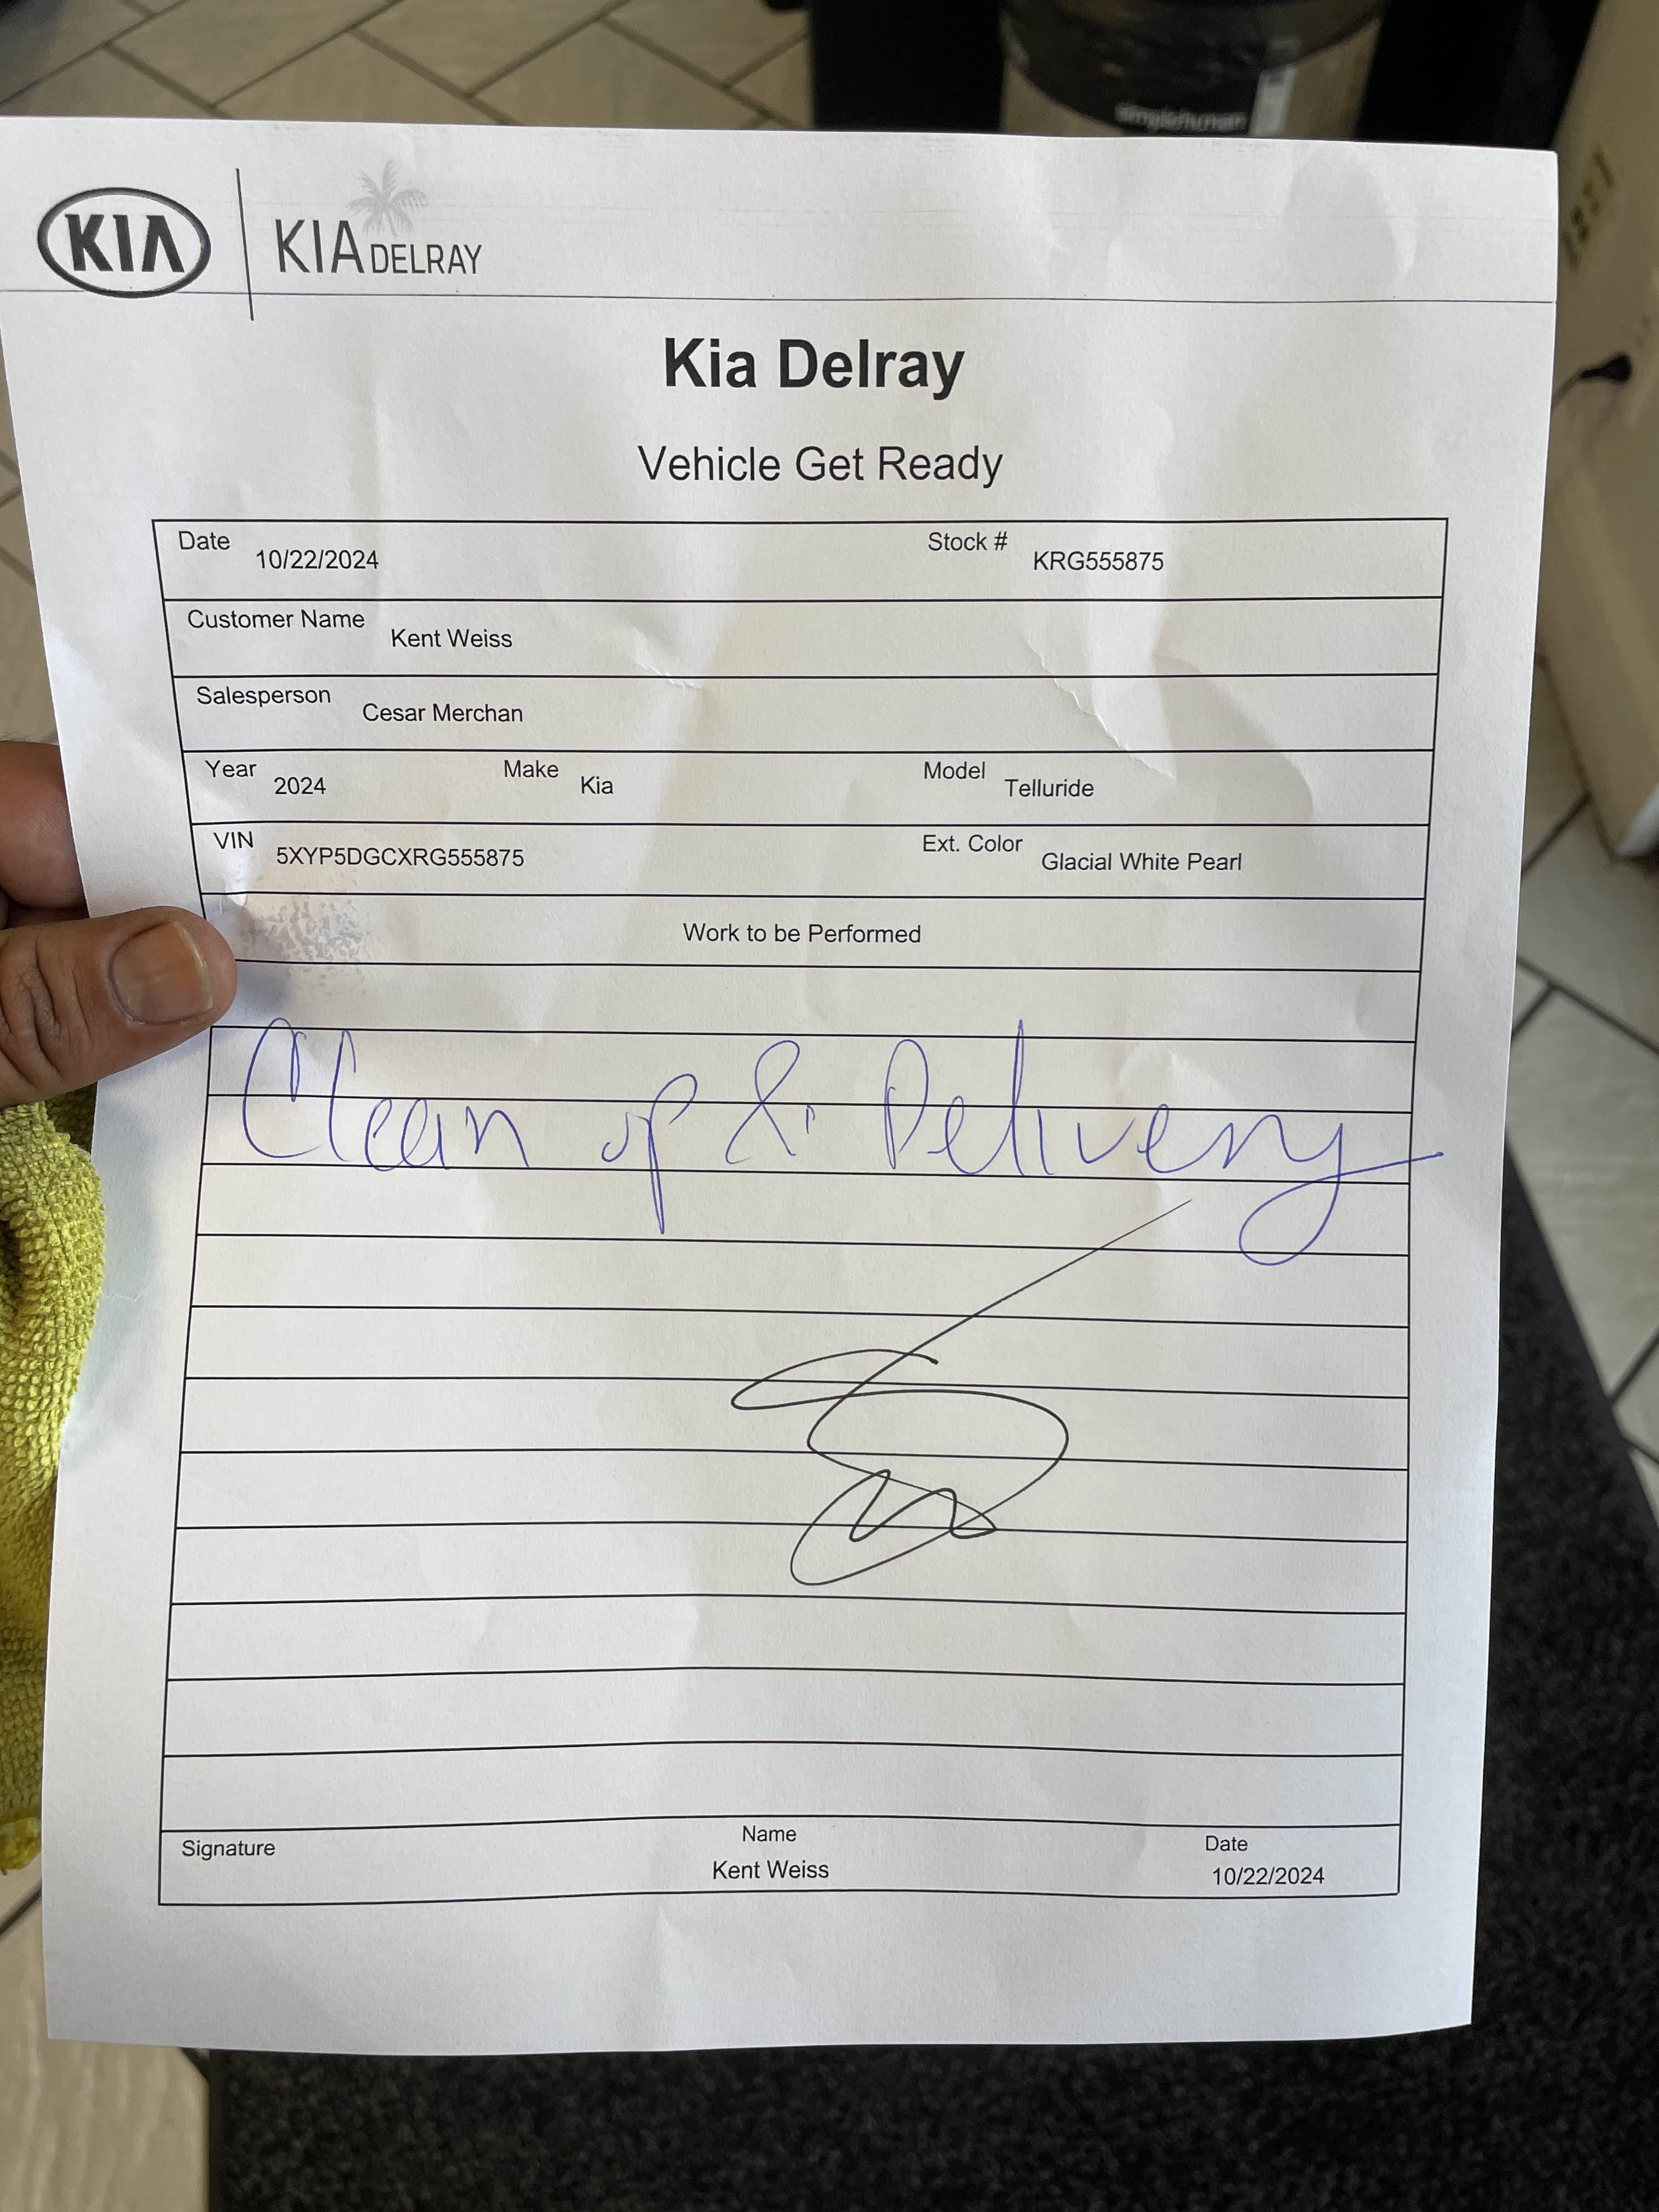 simplehuman
KIA KIA DELRAY
Kia Delray
Vehicle Get Ready
Date 10/22/2024 Stock # KRG555875
Customer Name Kent Weiss
Salesperson Cesar Merchan
Year 2024 Make Kia Model Telluride
VIN 5XYP5DGCXRG555875 Ext. Color Glacial White Pearl
Work to be Performed
Clean up & Delivery
Signature Name Date
Kent Weiss 10/22/2024